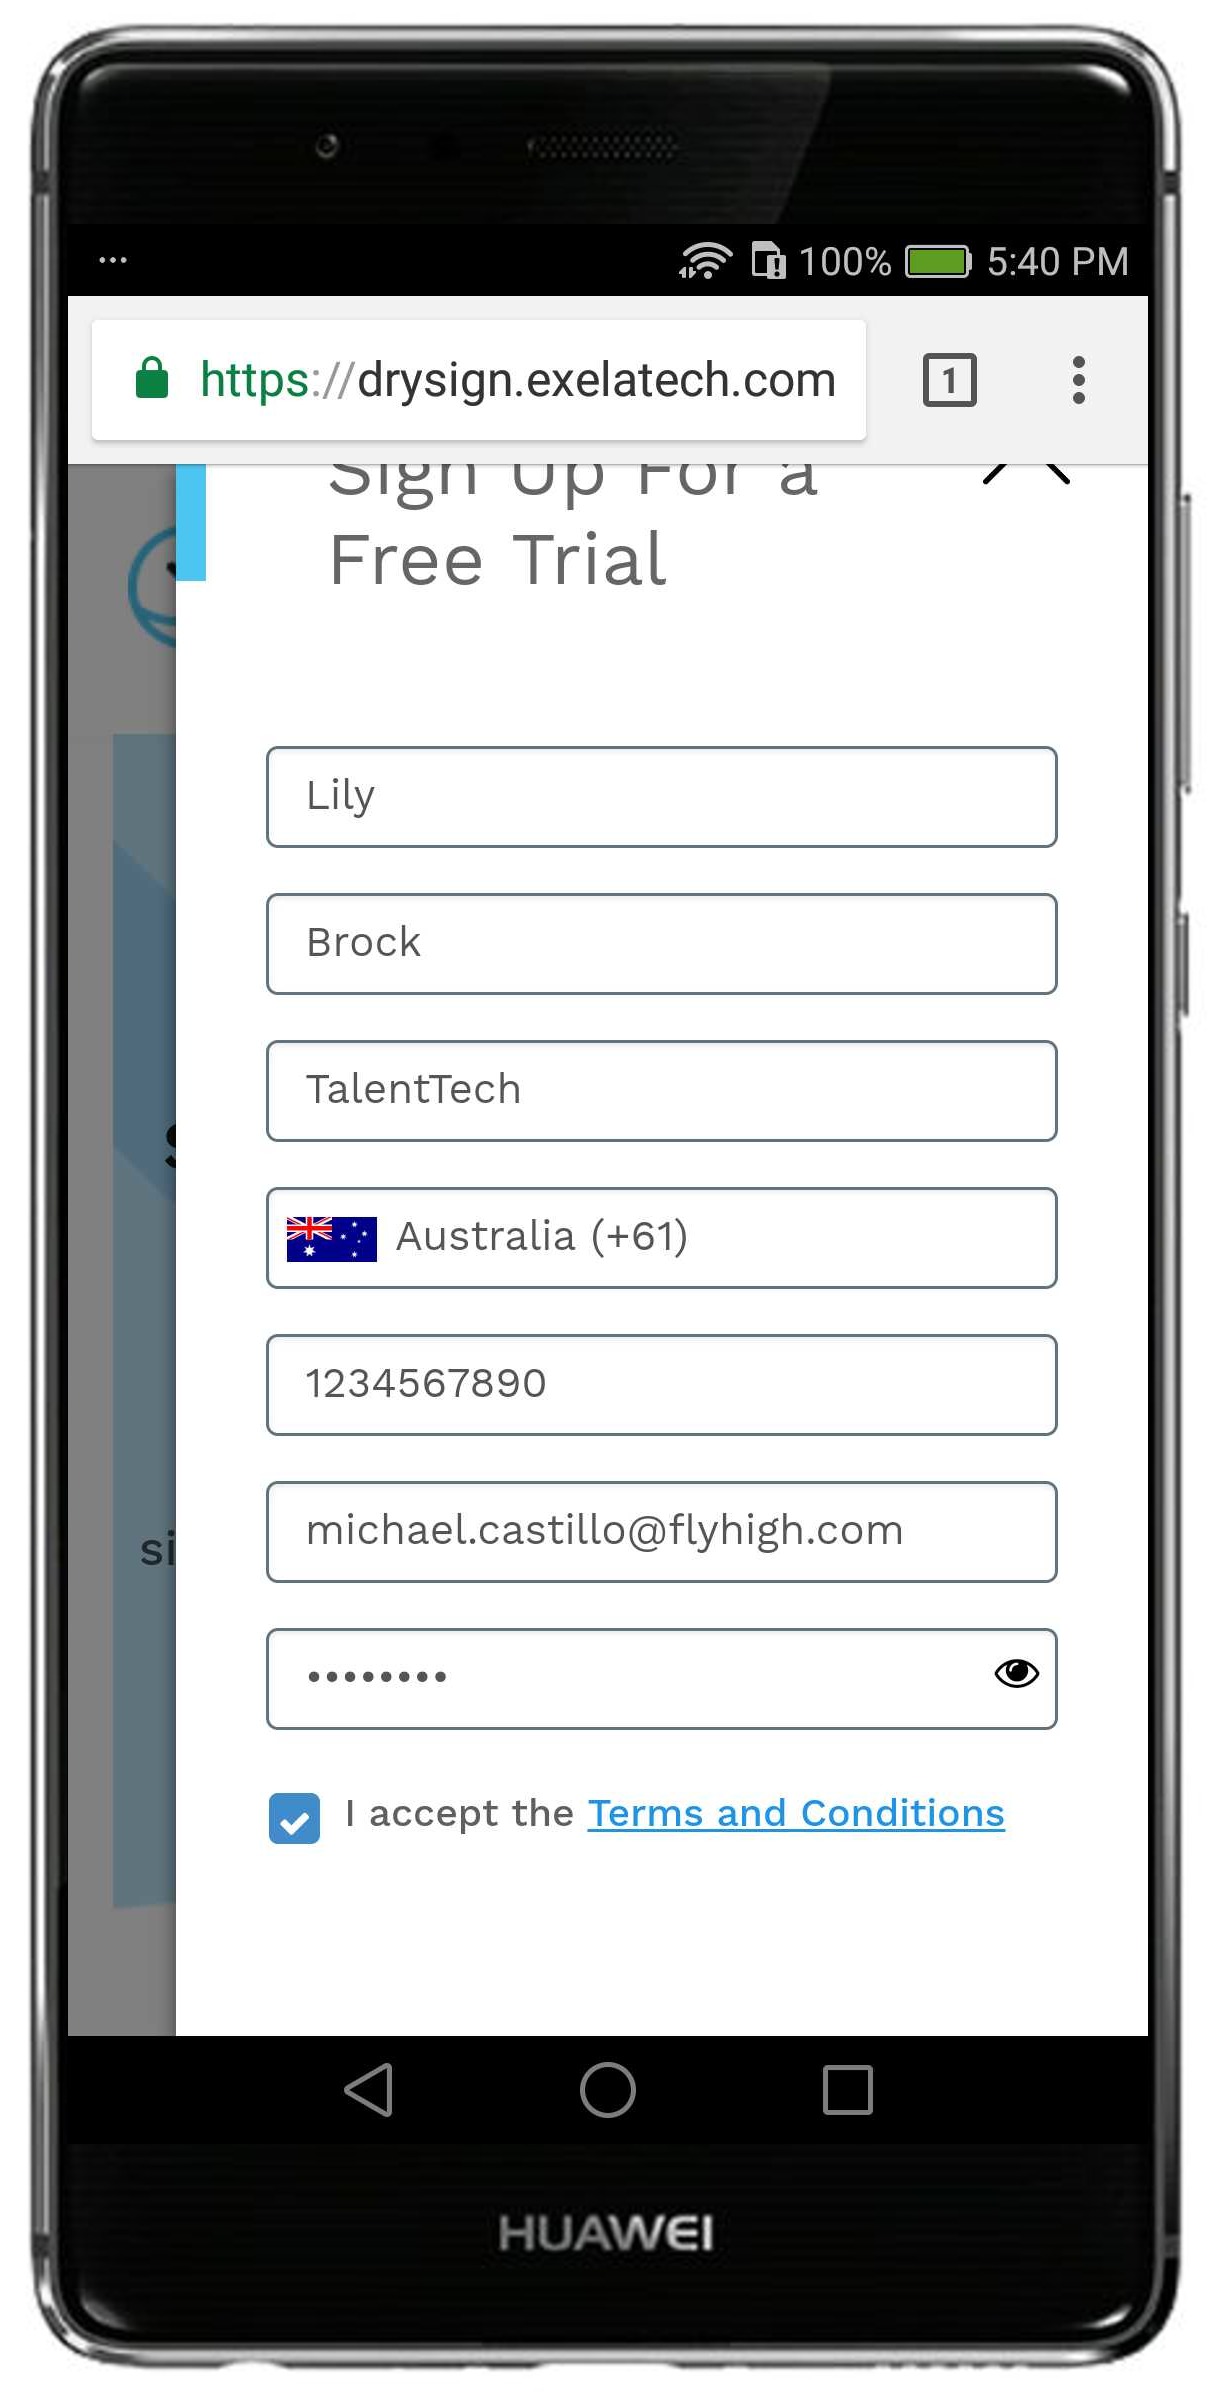 ... 100% 5:40 PM
https://drysign.exelatech.com 1
Sign Up For a
Free Trial
Lily
Brock
TalentTech
Australia (+61)
1234567890
michael.castillo@flyhigh.com
si
••••••••
I accept the Terms and Conditions
HUAWEI